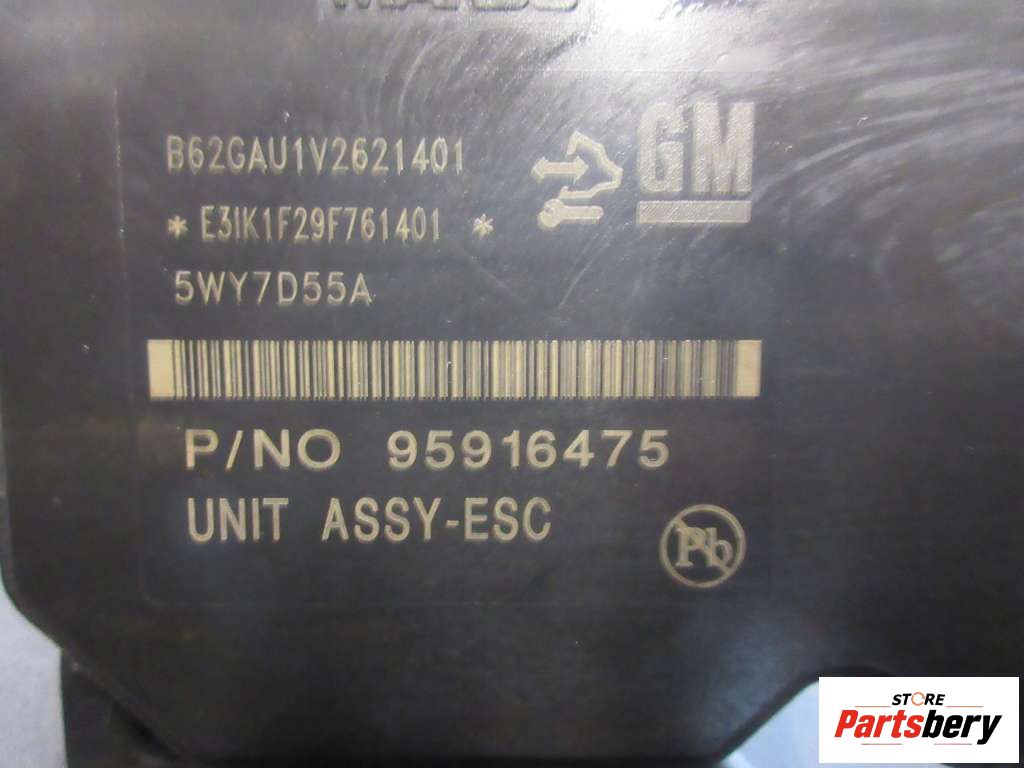 B62GAU1V2621401
GM
* E3IK1F29F761401 *
5WY7D55A
P/NO 95916475
UNIT ASSY-ESC
Pb
STORE
Partsbery